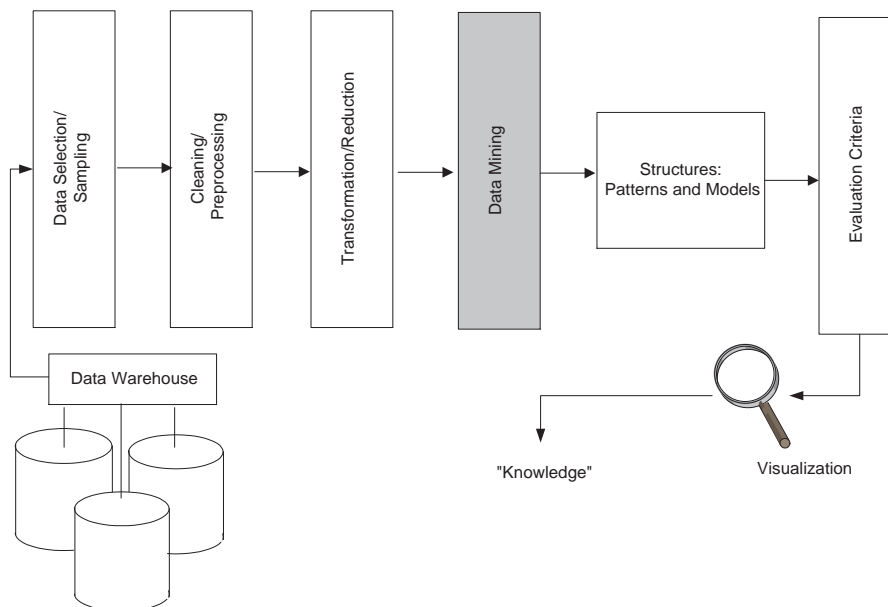 Data Selection/
Sampling
Cleaning/
Preprocessing
Transformation/Reduction
Data Mining
Structures:
Patterns and Models
Evaluation Criteria
Data Warehouse
"Knowledge"
Visualization